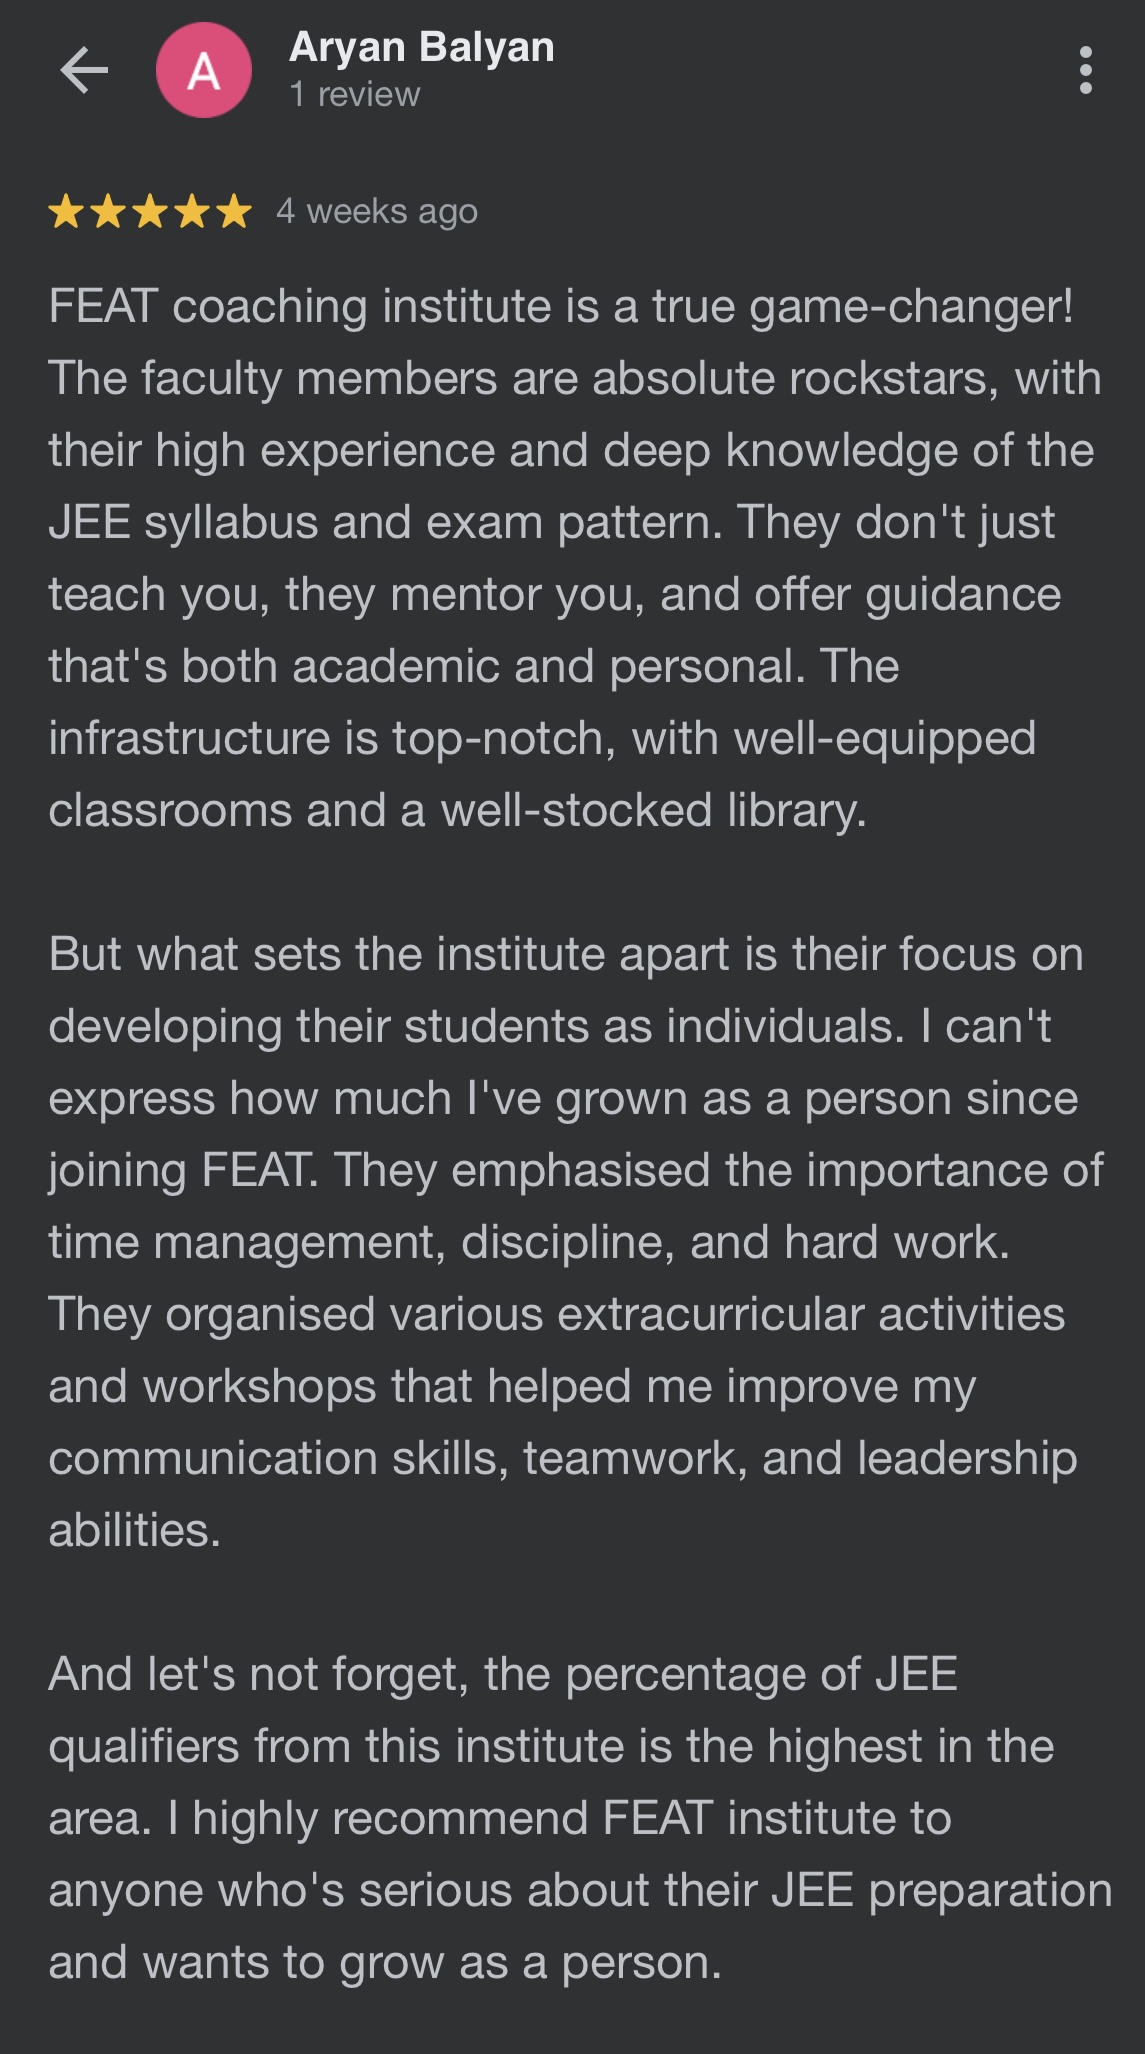 Aryan Balyan
A
1 review
4 weeks ago
FEAT coaching institute is a true game-changer!
The faculty members are absolute rockstars, with
their high experience and deep knowledge of the
JEE syllabus and exam pattern. They don't just
teach you, they mentor you, and offer guidance
that's both academic and personal. The
infrastructure is top-notch, with well-equipped
classrooms and a well-stocked library.
But what sets the institute apart is their focus on
developing their students as individuals. I can't
express how much I've grown as a person since
joining FEAT. They emphasised the importance of
time management, discipline, and hard work.
They organised various extracurricular activities
and workshops that helped me improve my
communication skills, teamwork, and leadership
abilities.
And let's not forget, the percentage of JEE
qualifiers from this institute is the highest in the
area. I highly recommend FEAT institute to
anyone who's serious about their JEE preparation
and wants to grow as a person.